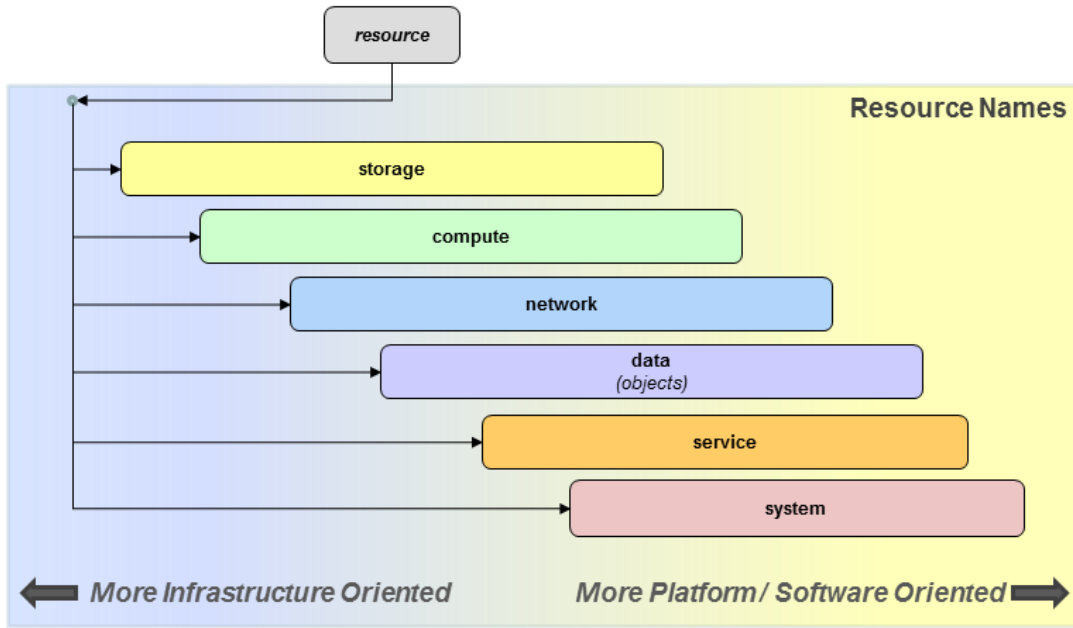 resource
Resource Names
storage
compute
network
data
(objects)
service
system
More Infrastructure Oriented
More Platform / Software Oriented